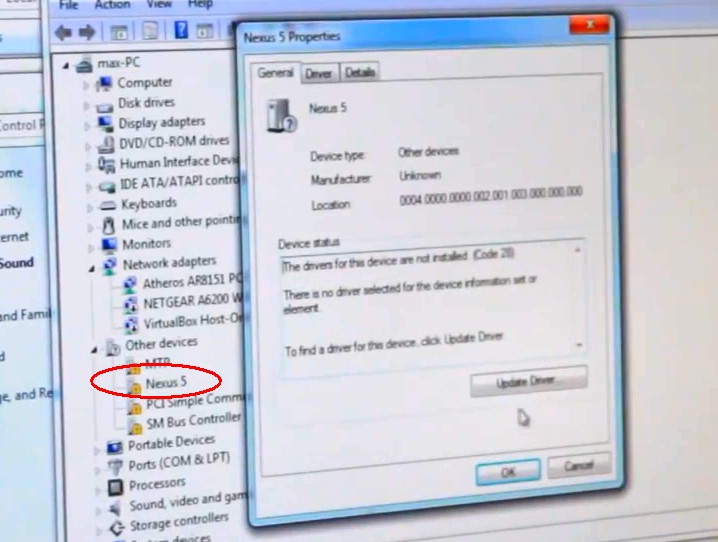 File Action View Help
max-PC
Computer
Disk drives
Display adapters
DVD/CD-ROM drives
Human Interface Devi
IDE ATA/ATAPI contro
Keyboards
Mice and other pointin
Monitors
Network adapters
Atheros AR8151 PC
NETGEAR A6200 W
VirtualBox Host-On
Other devices
MTP
Nexus 5
PCI Simple Commu
SM Bus Controller
Portable Devices
Ports (COM & LPT)
Processors
Sound, video and gam
Storage controllers
System devices
Control P
ome
urity
ernet
Sound
and Famil
d
ge, and Re
Nexus 5 Properties
General Driver Details
Nexus 5
Device type: Other devices
Manufacturer: Unknown
Location: 0004.0000.0000.002.001.003.000.000.000
Device status
The drivers for this device are not installed. (Code 28)
There is no driver selected for the device information set or
element.
To find a driver for this device, click Update Driver.
Update Driver...
OK Cancel